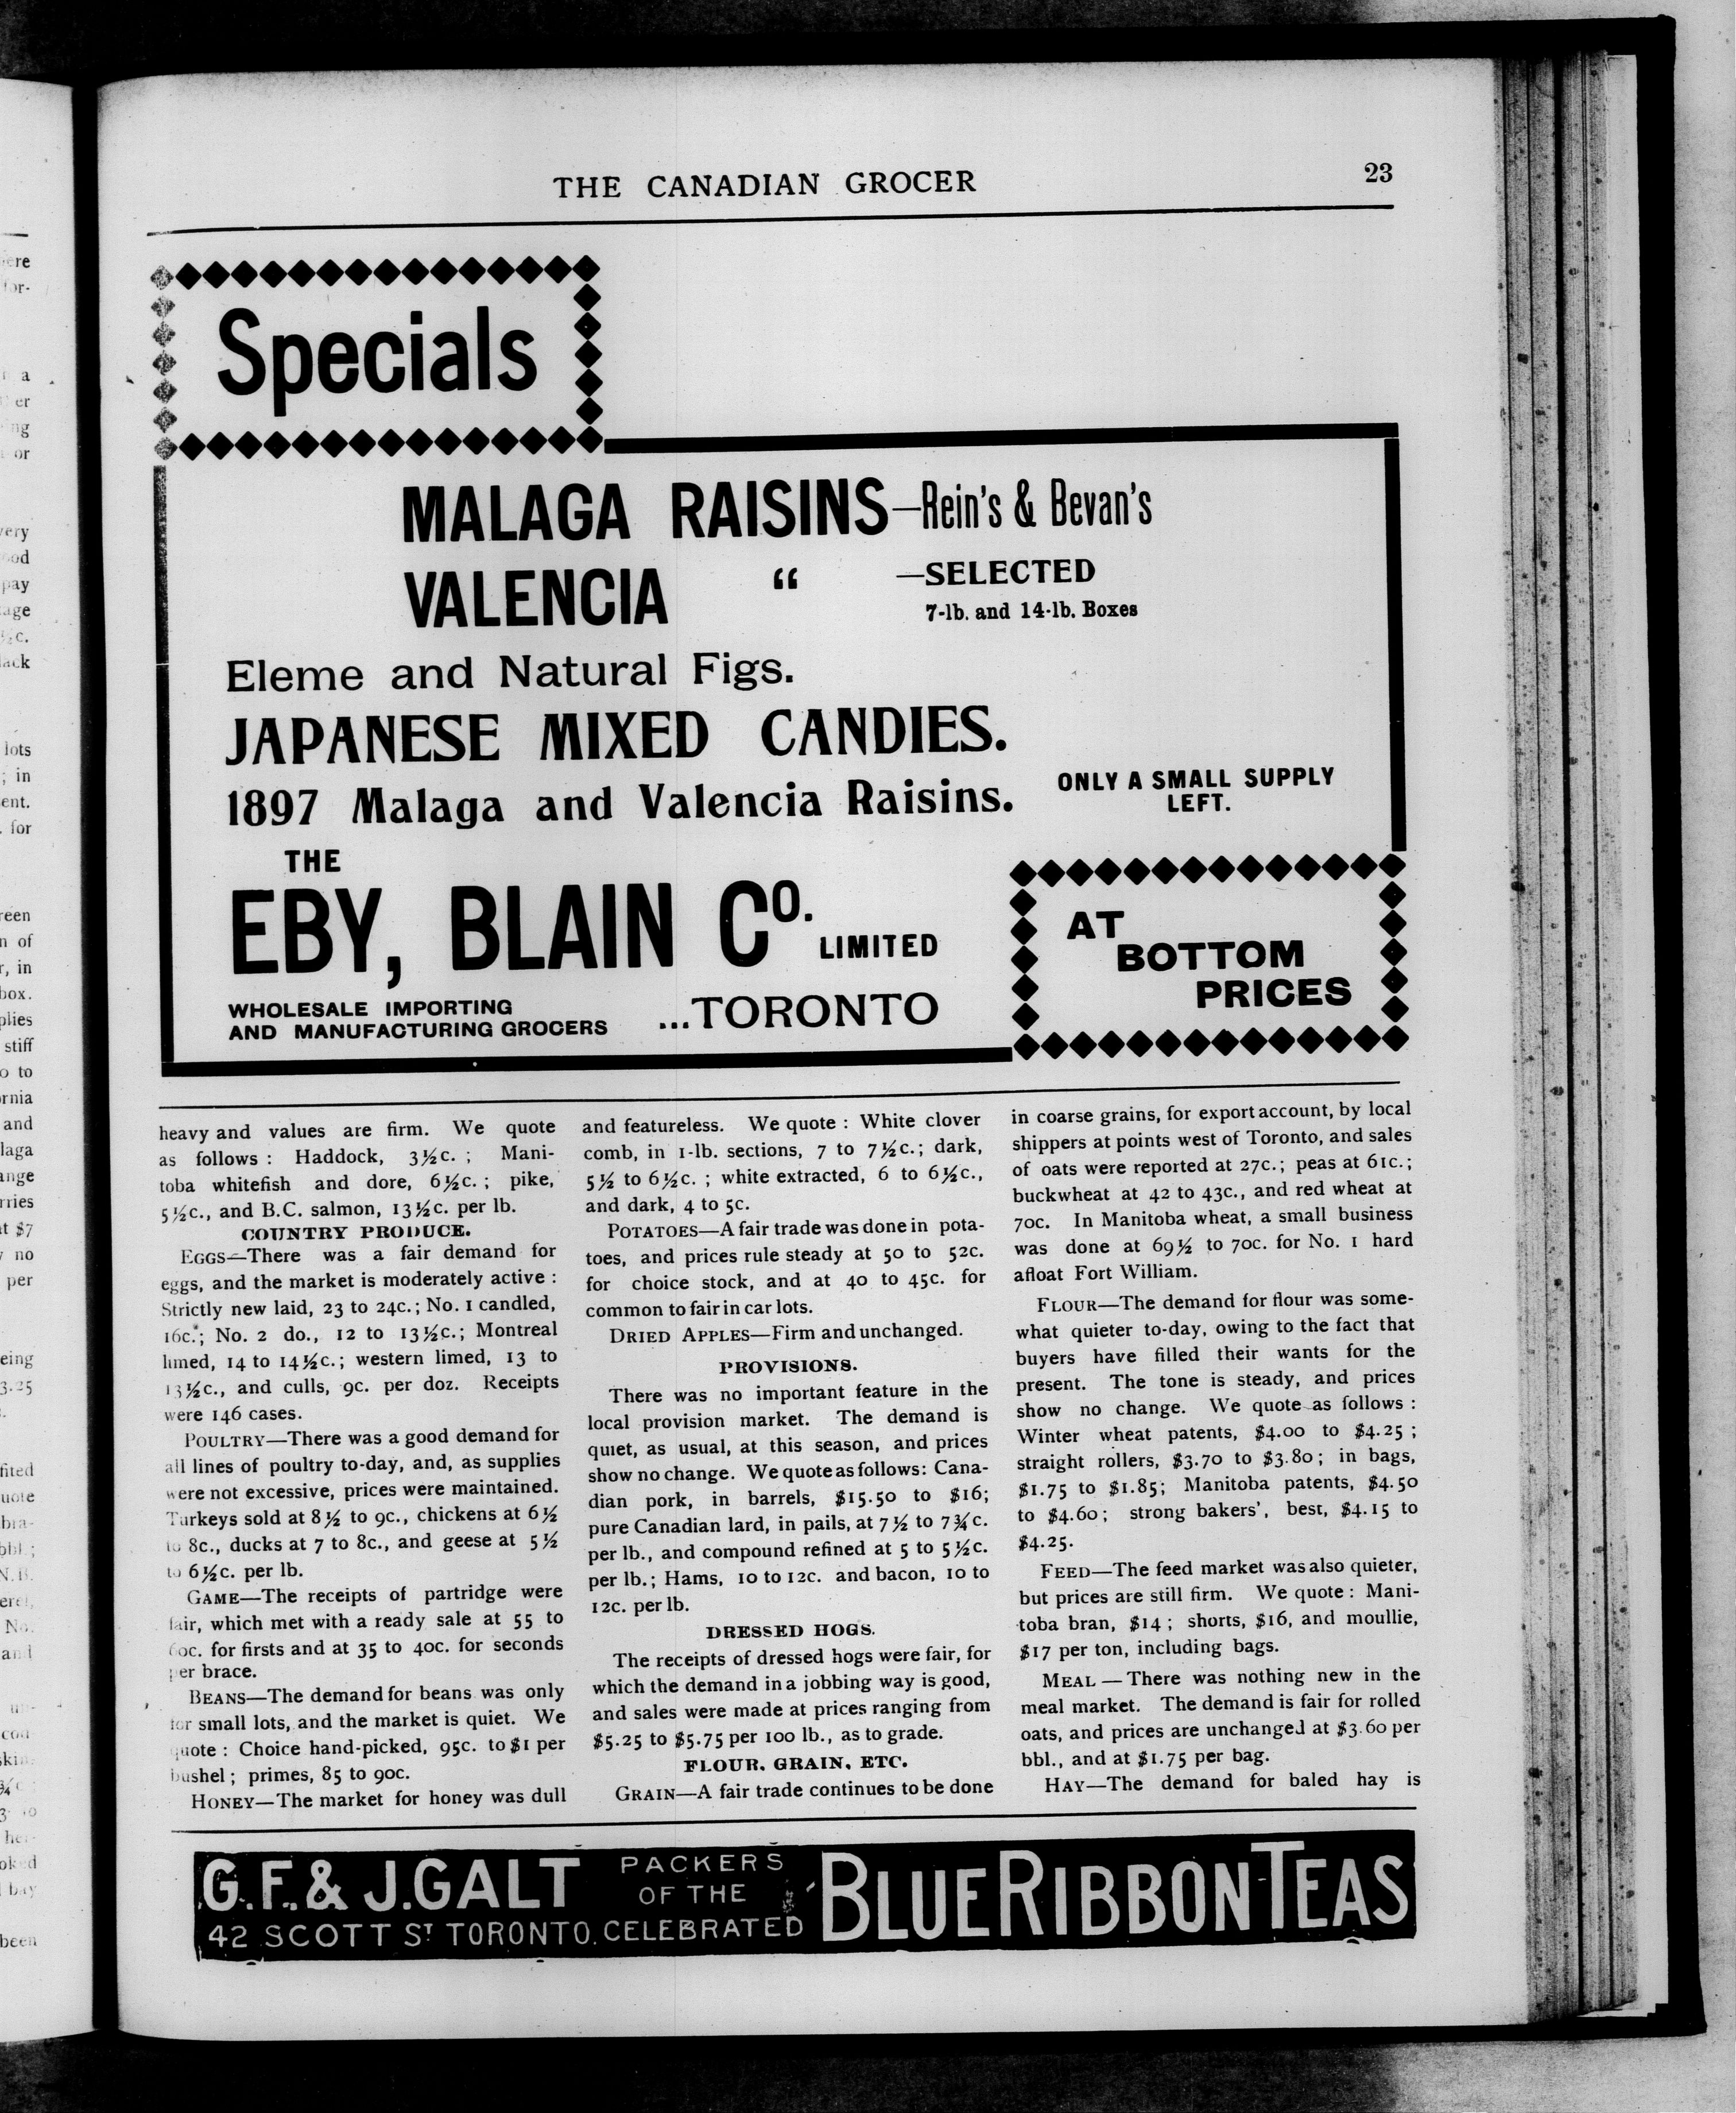 THE CANADIAN GROCER
23
Specials
MALAGA RAISINS—Rein's & Bevan's
VALENCIA " —SELECTED
7-lb. and 14-lb. Boxes
Eleme and Natural Figs.
JAPANESE MIXED CANDIES.
1897 Malaga and Valencia Raisins.
ONLY A SMALL SUPPLY
LEFT.
THE
EBY, BLAIN CO. LIMITED
WHOLESALE IMPORTING
AND MANUFACTURING GROCERS
...TORONTO
AT
BOTTOM
PRICES
heavy and values are firm. We quote
as follows : Haddock, 3½c. ; Mani-
toba whitefish and dore, 6½c. ; pike,
5½c., and B.C. salmon, 13½c. per lb.
COUNTRY PRODUCE.
EGGS—There was a fair demand for
eggs, and the market is moderately active :
Strictly new laid, 23 to 24c.; No. 1 candled,
16c.; No. 2 do., 12 to 13½c.; Montreal
limed, 14 to 14½c.; western limed, 13 to
13½c., and culls, 9c. per doz. Receipts
were 146 cases.
POULTRY—There was a good demand for
all lines of poultry to-day, and, as supplies
were not excessive, prices were maintained.
Turkeys sold at 8½ to 9c., chickens at 6½
to 8c., ducks at 7 to 8c., and geese at 5½
to 6½c. per lb.
GAME—The receipts of partridge were
fair, which met with a ready sale at 55 to
60c. for firsts and at 35 to 40c. for seconds
per brace.
BEANS—The demand for beans was only
for small lots, and the market is quiet. We
quote : Choice hand-picked, 95c. to $1 per
bushel ; primes, 85 to 90c.
HONEY—The market for honey was dull
and featureless. We quote : White clover
comb, in 1-lb. sections, 7 to 7½c.; dark,
5½ to 6½c. ; white extracted, 6 to 6½c.,
and dark, 4 to 5c.
POTATOES—A fair trade was done in pota-
toes, and prices rule steady at 50 to 52c.
for choice stock, and at 40 to 45c. for
common to fair in car lots.
DRIED APPLES—Firm and unchanged.
PROVISIONS.
There was no important feature in the
local provision market. The demand is
quiet, as usual, at this season, and prices
show no change. We quote as follows : Cana-
dian pork, in barrels, $15.50 to $16;
pure Canadian lard, in pails, at 7½ to 7¾c.
per lb., and compound refined at 5 to 5½c.
per lb. ; Hams, 10 to 12c. and bacon, 10 to
12c. per lb.
DRESSED HOGS.
The receipts of dressed hogs were fair, for
which the demand in a jobbing way is good,
and sales were made at prices ranging from
$5.25 to $5.75 per 100 lb., as to grade.
FLOUR, GRAIN, ETC.
GRAIN—A fair trade continues to be done
in coarse grains, for export account, by local
shippers at points west of Toronto, and sales
of oats were reported at 27c.; peas at 61c.;
buckwheat at 42 to 43c., and red wheat at
70c. In Manitoba wheat, a small business
was done at 69½ to 70c. for No. 1 hard
afloat Fort William.
FLOUR—The demand for flour was some-
what quieter to-day, owing to the fact that
buyers have filled their wants for the
present. The tone is steady, and prices
show no change. We quote as follows :
Winter wheat patents, $4.00 to $4.25 ;
straight rollers, $3.70 to $3.80 ; in bags,
$1.75 to $1.85; Manitoba patents, $4.50
to $4.60 ; strong bakers', best, $4.15 to
$4.25.
FEED—The feed market was also quieter,
but prices are still firm. We quote : Mani-
toba bran, $14 ; shorts, $16, and moullie,
$17 per ton, including bags.
MEAL — There was nothing new in the
meal market. The demand is fair for rolled
oats, and prices are unchanged at $3.60 per
bbl., and at $1.75 per bag.
HAY—The demand for baled hay is
G.F. & J. GALT
42 SCOTT ST TORONTO.
PACKERS
OF THE
CELEBRATED
BLUE RIBBON TEAS